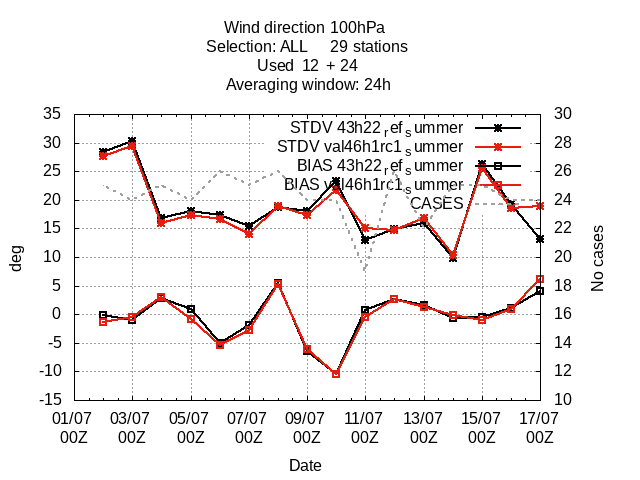 Wind direction 100hPa
Selection: ALL 29 stations
Used 12 + 24
Averaging window: 24h
35 30
STDV 43h22_ref_summer
30 28
STDV val46h1rc1_summer
BIAS 43h22_ref_summer
25 26
BIAS val46h1rc1_summer
20 24
CASES
15 22
10 20
deg
No cases
5 18
0 16
-5 14
-10 12
-15 10
01/07 03/07 05/07 07/07 09/07 11/07 13/07 15/07 17/07
00Z 00Z 00Z 00Z 00Z 00Z 00Z 00Z 00Z
Date